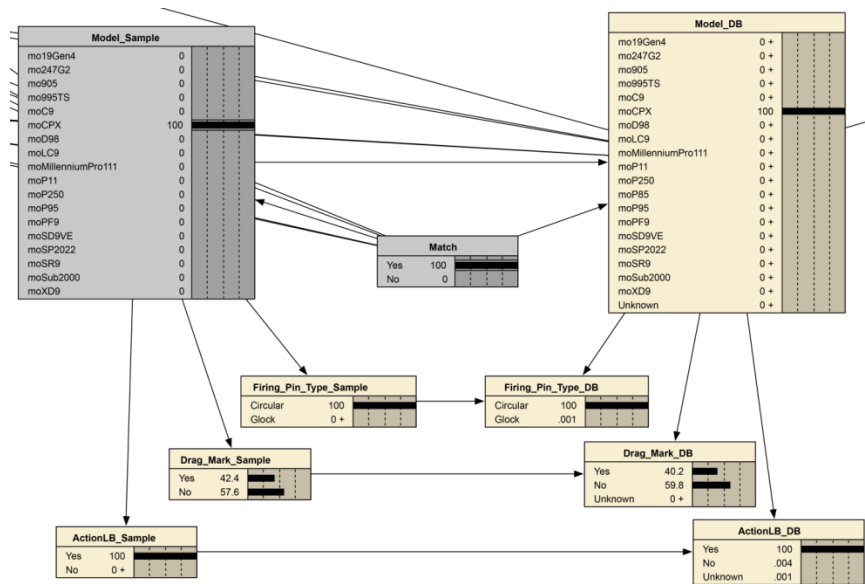 Model_Sample
mo19Gen4 0
mo247G2 0
mo905 0
mo995TS 0
moC9 0
moCPX 100
moD98 0
moLC9 0
moMillenniumPro111 0
moP11 0
moP250 0
moP95 0
moPF9 0
moSD9VE 0
moSP2022 0
moSR9 0
moSub2000 0
moXD9 0
Model_DB
mo19Gen4 0 +
mo247G2 0 +
mo905 0 +
mo995TS 0 +
moC9 0 +
moCPX 100
moD98 0 +
moLC9 0 +
moMillenniumPro111 0 +
moP11 0 +
moP250 0 +
moP85 0 +
moP95 0 +
moPF9 0 +
moSD9VE 0 +
moSP2022 0 +
moSR9 0 +
moSub2000 0 +
moXD9 0 +
Unknown 0 +
Match
Yes 100
No 0
Firing_Pin_Type_Sample
Circular 100
Glock 0 +
Firing_Pin_Type_DB
Circular 100
Glock .001
Drag_Mark_Sample
Yes 42.4
No 57.6
Drag_Mark_DB
Yes 40.2
No 59.8
Unknown 0 +
ActionLB_Sample
Yes 100
No 0 +
ActionLB_DB
Yes 100
No .004
Unknown .001